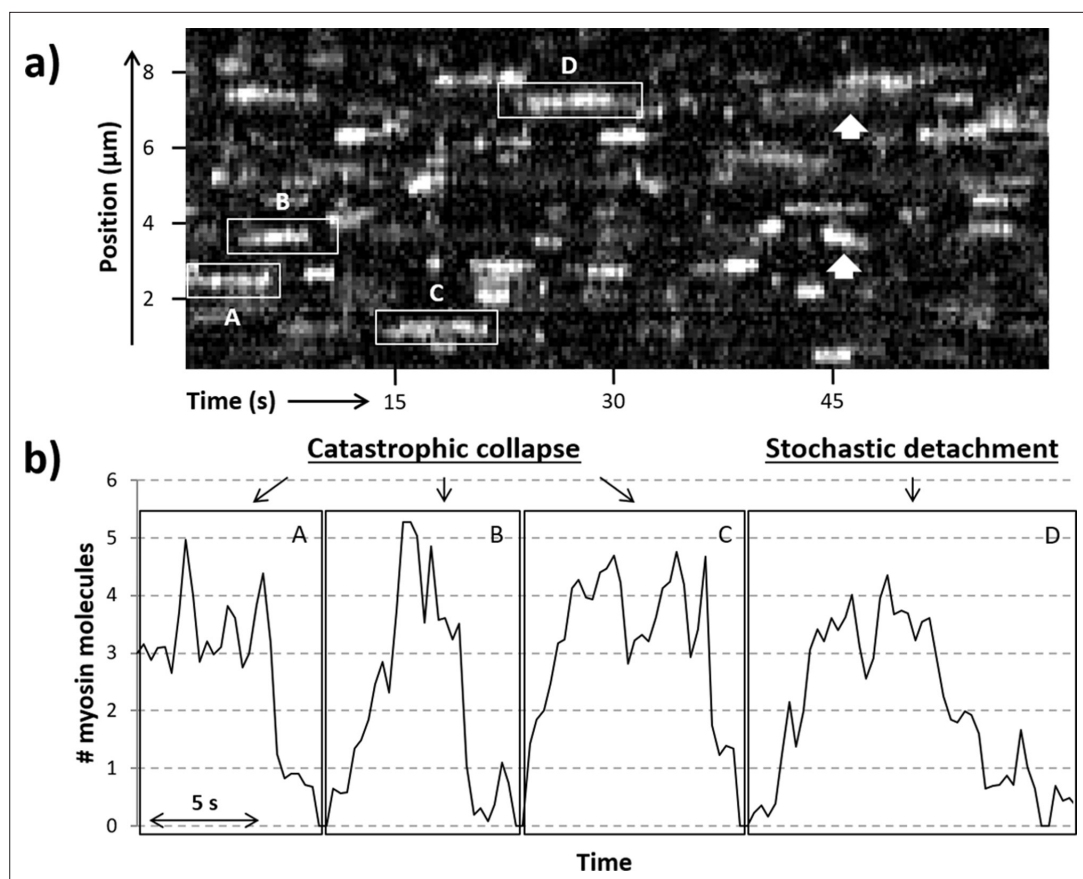 a)
Position (μm)
8
6
4
2
A
B
C
D
Time (s)
15
30
45
b)
Catastrophic collapse
Stochastic detachment
# myosin molecules
6
5
4
3
2
1
0
A
B
C
D
5 s
Time